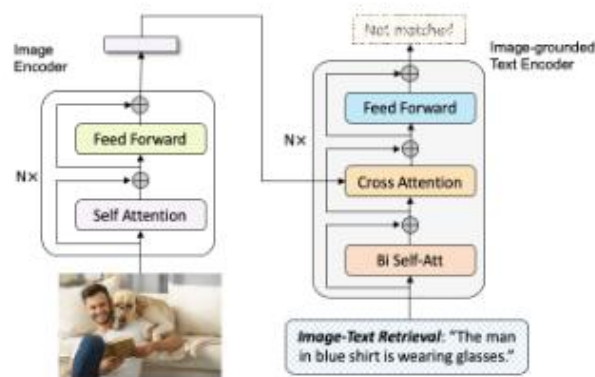 Image
Encoder
N×
Feed Forward
Self Attention
Not matched
Image-grounded
Text Encoder
N×
Feed Forward
Cross Attention
Bi Self-Att
Image-Text Retrieval: "The man
in blue shirt is wearing glasses."